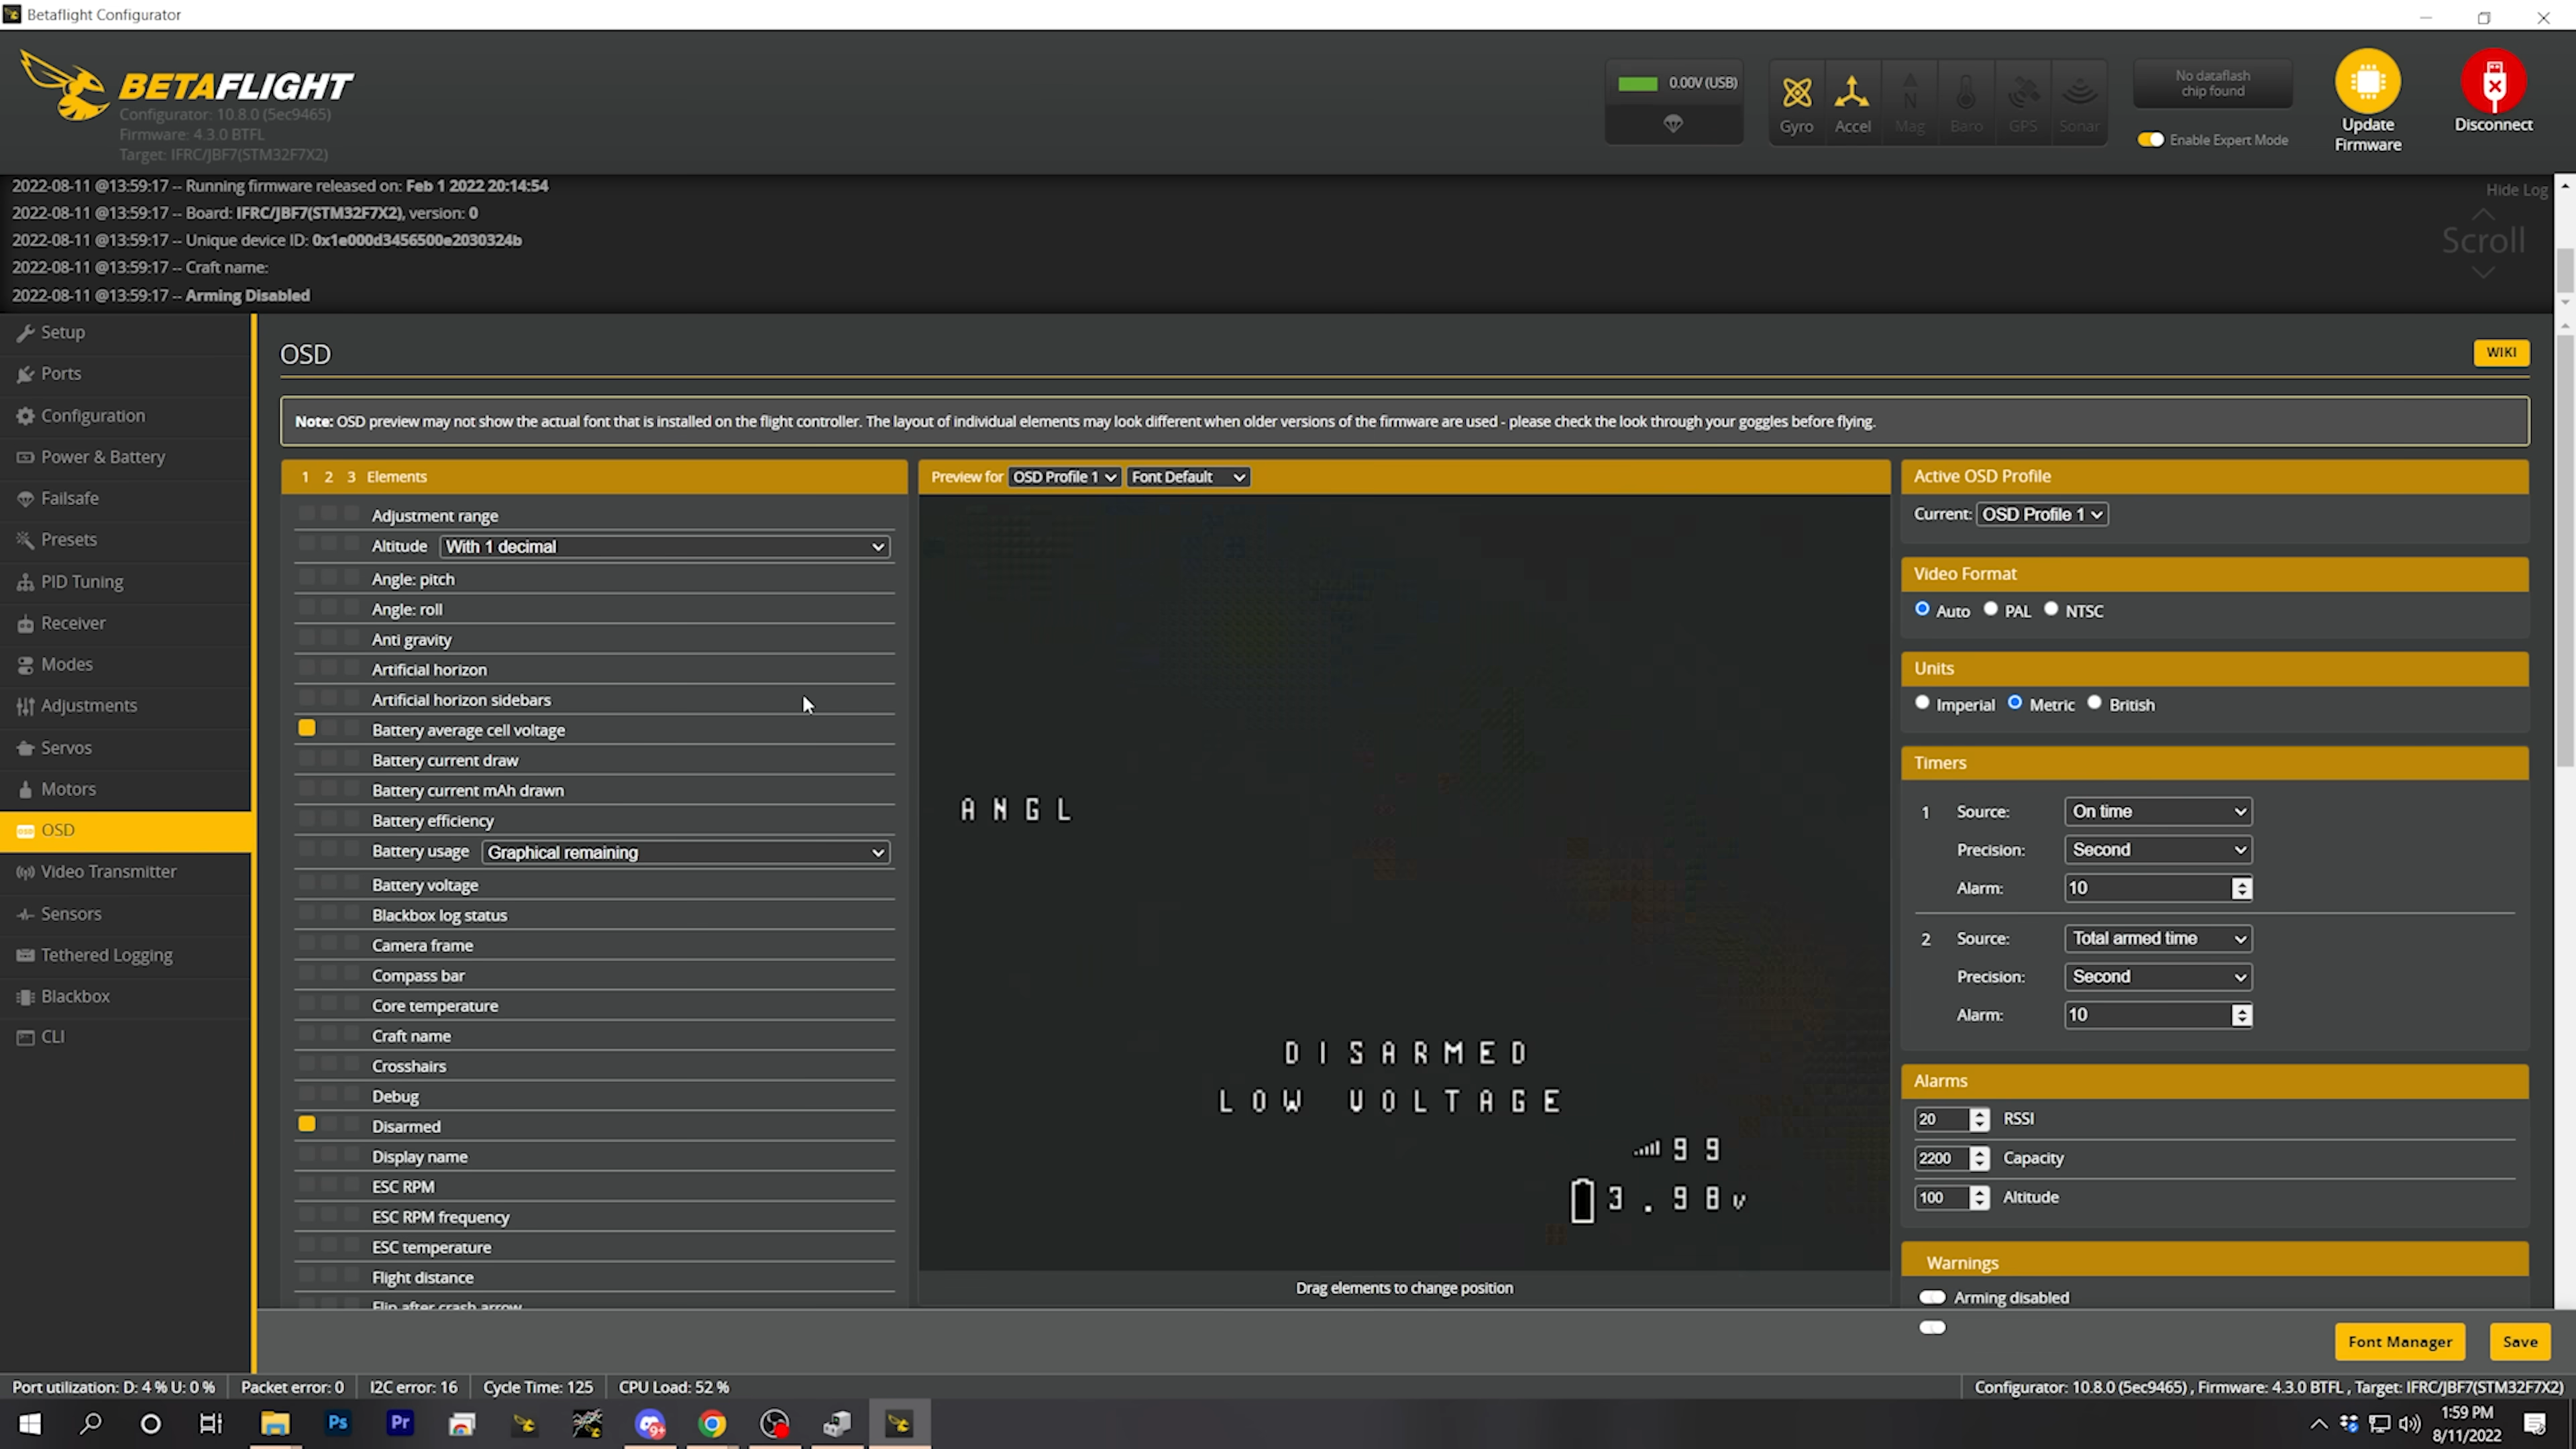 Betaflight Configurator
BETAFLIGHT
Configurator: 10.8.0 (5ec9465)
Firmware: 4.3.0 BTFL
Target: IFRC/JBF7(STM32F7X2)
0.00V (USB)
Gyro
Accel
Mag
Baro
GPS
Sonar
No dataflash
chip found
Enable Expert Mode
Update
Firmware
Disconnect
2022-08-11 @13:59:17 -- Running firmware released on: Feb 1 2022 20:14:54
2022-08-11 @13:59:17 -- Board: IFRC/JBF7(STM32F7X2), version: 0
2022-08-11 @13:59:17 -- Unique device ID: 0x1e000d3456500e2030324b
2022-08-11 @13:59:17 -- Craft name:
2022-08-11 @13:59:17 -- Arming Disabled
Hide Log
Scroll
Setup
Ports
Configuration
Power & Battery
Failsafe
Presets
PID Tuning
Receiver
Modes
Adjustments
Servos
Motors
OSD
Video Transmitter
Sensors
Tethered Logging
Blackbox
CLI
OSD
WIKI
Note: OSD preview may not show the actual font that is installed on the flight controller. The layout of individual elements may look different when older versions of the firmware are used - please check the look through your goggles before flying.
1 2 3 Elements
Adjustment range
Altitude With 1 decimal
Angle: pitch
Angle: roll
Anti gravity
Artificial horizon
Artificial horizon sidebars
Battery average cell voltage
Battery current draw
Battery current mAh drawn
Battery efficiency
Battery usage Graphical remaining
Battery voltage
Blackbox log status
Camera frame
Compass bar
Core temperature
Craft name
Crosshairs
Debug
Disarmed
Display name
ESC RPM
ESC RPM frequency
ESC temperature
Flight distance
Flip after crash arrow
Preview for OSD Profile 1 Font Default
ANGL
DISARMED
LOW VOLTAGE
99
3.98v
Drag elements to change position
Active OSD Profile
Current: OSD Profile 1
Video Format
Auto PAL NTSC
Units
Imperial Metric British
Timers
1 Source: On time
Precision: Second
Alarm: 10
2 Source: Total armed time
Precision: Second
Alarm: 10
Alarms
20 RSSI
2200 Capacity
100 Altitude
Warnings
Arming disabled
Font Manager
Save
Port utilization: D: 4 % U: 0 % Packet error: 0 I2C error: 16 Cycle Time: 125 CPU Load: 52 %
Configurator: 10.8.0 (5ec9465) , Firmware: 4.3.0 BTFL , Target: IFRC/JBF7(STM32F7X2)
Ps
Pr
9+
1:59 PM
8/11/2022